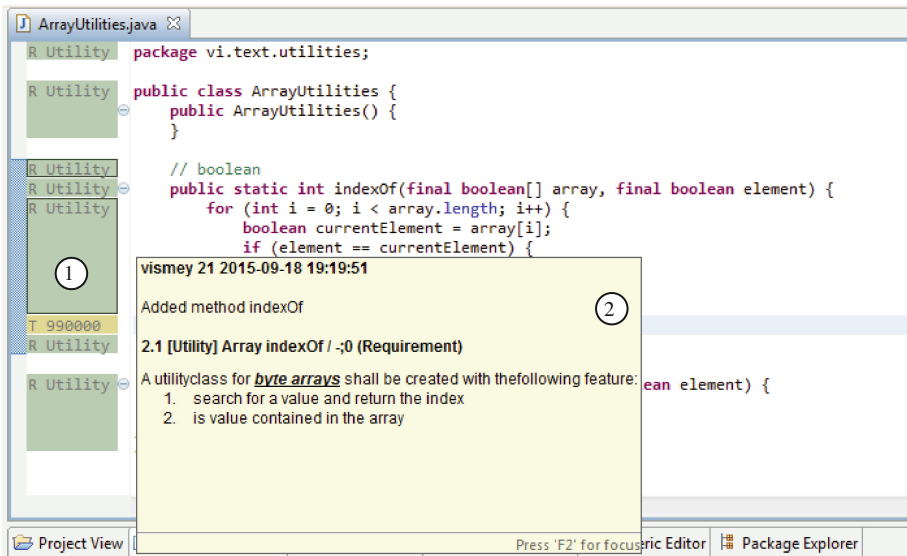 ArrayUtilities.java
R Utility package vi.text.utilities;
R Utility public class ArrayUtilities {
public ArrayUtilities() {
}
R Utility // boolean
R Utility public static int indexOf(final boolean[] array, final boolean element) {
R Utility for (int i = 0; i < array.length; i++) {
boolean currentElement = array[i];
if (element == currentElement) {
vismey 21 2015-09-18 19:19:51
1
Added method indexOf
2
T 990000
R Utility 2.1 [Utility] Array indexOf / -;0 (Requirement)
R Utility A utilityclass for byte arrays shall be created with thefollowing feature: ean element) {
1. search for a value and return the index
2. is value contained in the array
Press 'F2' for focus
Project View ric Editor Package Explorer